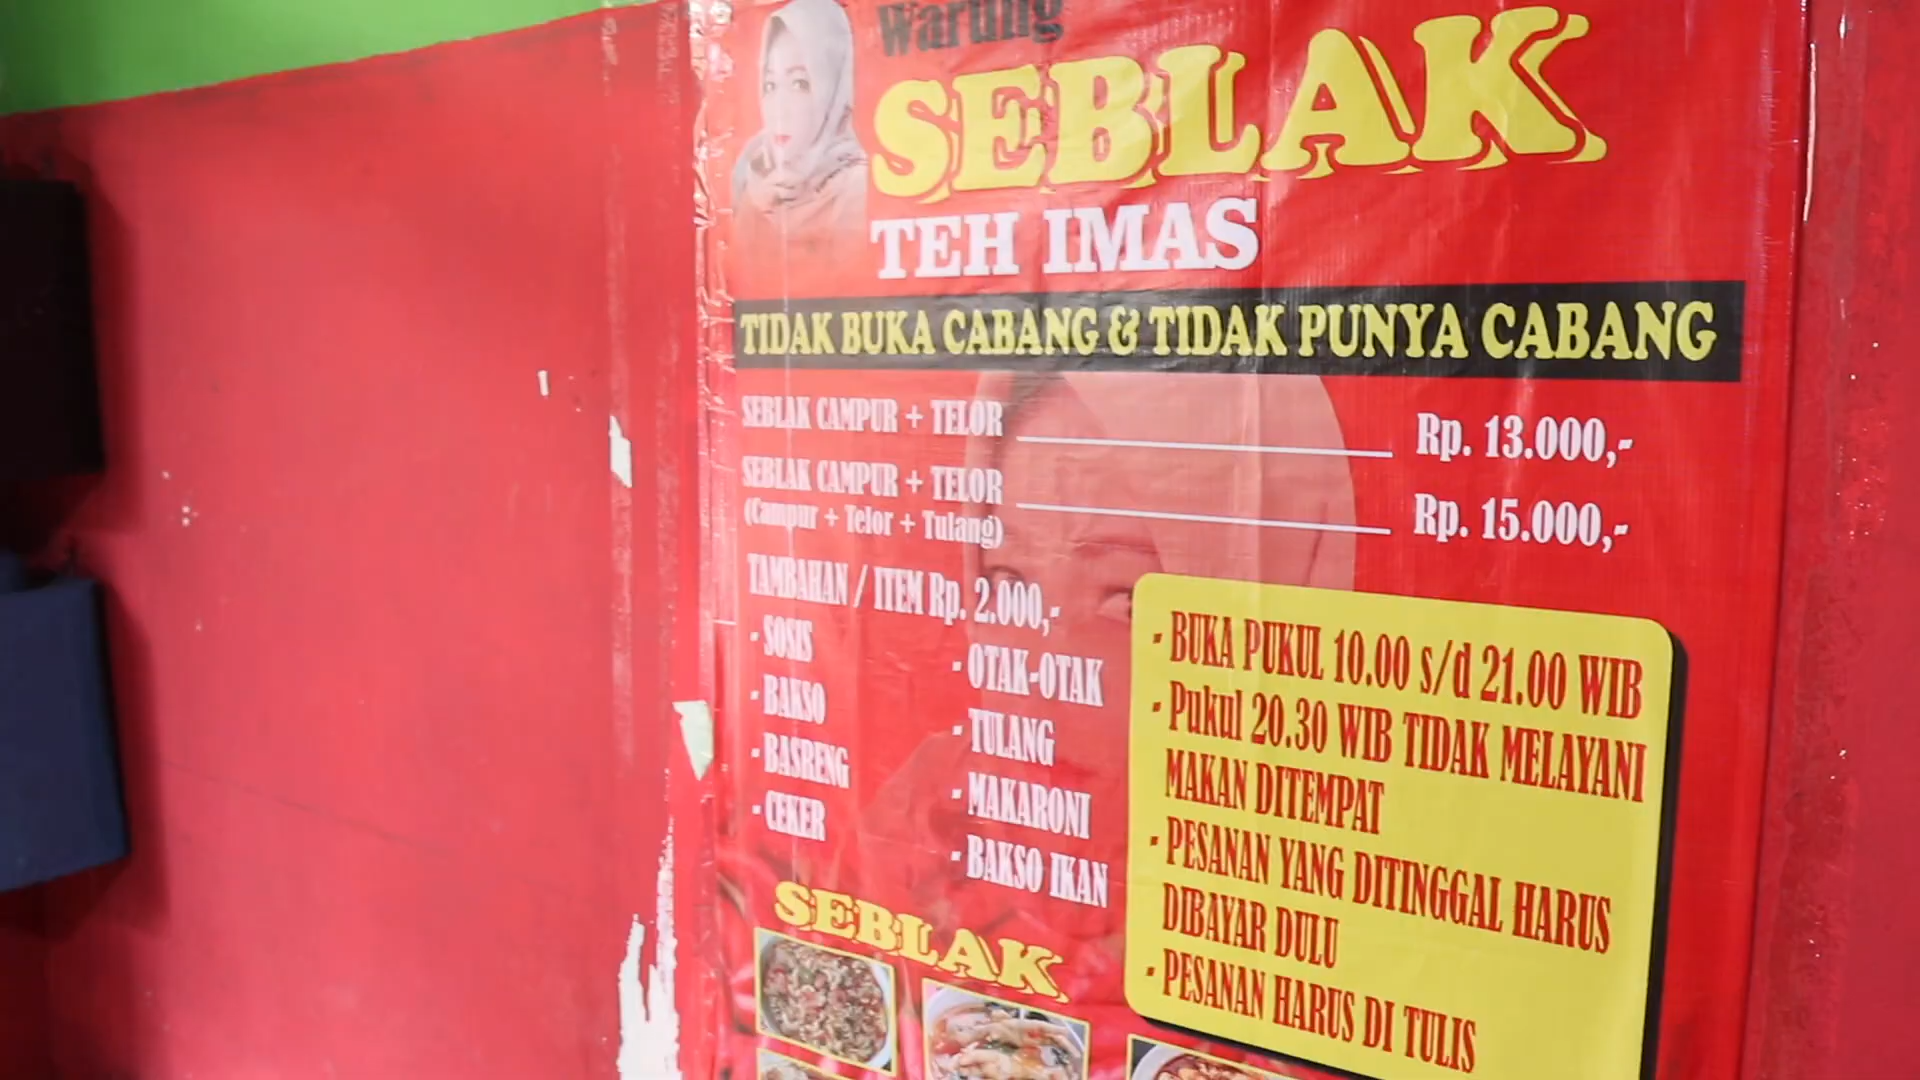 Warung
SEBLAK
TEH IMAS
TIDAK BUKA CABANG & TIDAK PUNYA CABANG
SEBLAK CAMPUR + TELOR Rp. 13.000,-
SEBLAK CAMPUR + TELOR Rp. 15.000,-
(Campur + Telor + Tulang)
TAMBAHAN / ITEM Rp. 2.000,-
- SOSIS
- BAKSO
- BASRENG
- CEKER
- OTAK-OTAK
- TULANG
- MAKARONI
- BAKSO IKAN
- BUKA PUKUL 10.00 s/d 21.00 WIB
- Pukul 20.30 WIB TIDAK MELAYANI
MAKAN DITEMPAT
- PESANAN YANG DITINGGAL HARUS
DIBAYAR DULU
- PESANAN HARUS DI TULIS
SEBLAK